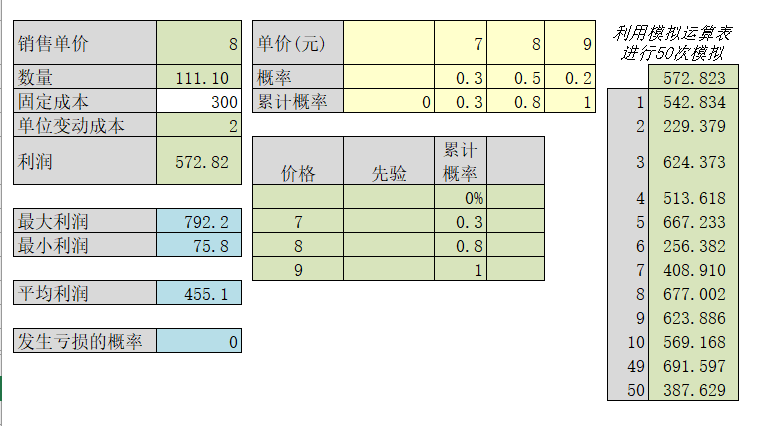 销售单价 8
数量 111.10
固定成本 300
单位变动成本 2
利润 572.82
最大利润 792.2
最小利润 75.8
平均利润 455.1
发生亏损的概率 0
单价(元) 7 8 9
概率 0.3 0.5 0.2
累计概率 0 0.3 0.8 1
价格 先验 累计
概率
0%
7 0.3
8 0.8
9 1
利用模拟运算表
进行50次模拟
572.823
1 542.834
2 229.379
3 624.373
4 513.618
5 667.233
6 256.382
7 408.910
8 677.002
9 623.886
10 569.168
49 691.597
50 387.629